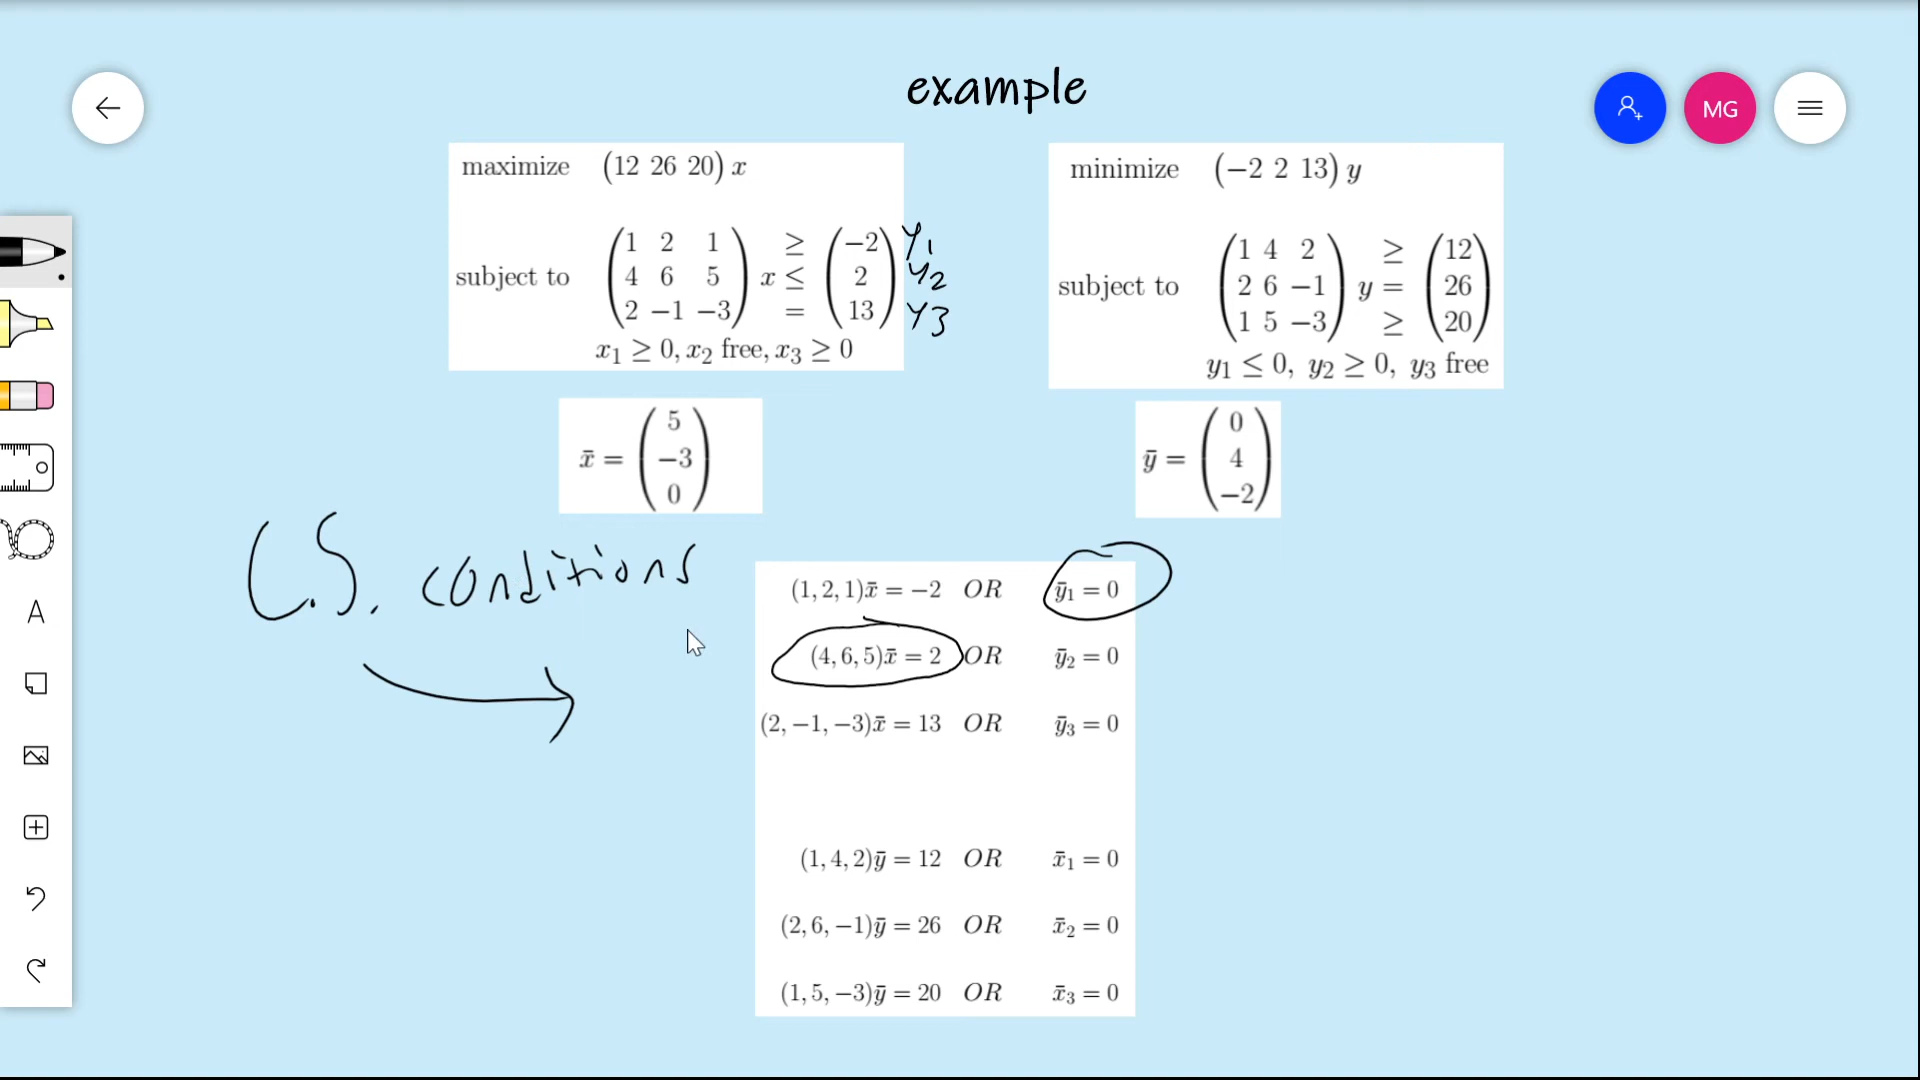 example
MG
maximize (12 26 20) x
subject to
(1 2 1) ≥ (−2) y1
(4 6 5) x ≤ (2) y2
(2 −1 −3) = (13) y3
x₁ ≥ 0, x₂ free, x₃ ≥ 0
minimize (−2 2 13) y
subject to
(1 4 2) ≥ (12)
(2 6 −1) y = (26)
(1 5 −3) ≥ (20)
y₁ ≤ 0, y₂ ≥ 0, y₃ free
x̄ = (5 −3 0)
ȳ = (0 4 −2)
C.S. conditions
(1, 2, 1)x̄ = −2 OR ȳ₁ = 0
(4, 6, 5)x̄ = 2 OR ȳ₂ = 0
(2, −1, −3)x̄ = 13 OR ȳ₃ = 0
(1, 4, 2)ȳ = 12 OR x̄₁ = 0
(2, 6, −1)ȳ = 26 OR x̄₂ = 0
(1, 5, −3)ȳ = 20 OR x̄₃ = 0
A